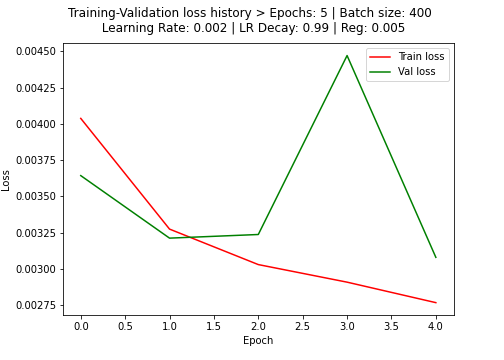 Training-Validation loss history > Epochs: 5 | Batch size: 400
Learning Rate: 0.002 | LR Decay: 0.99 | Reg: 0.005
Train loss
Val loss
0.00450
0.00425
0.00400
0.00375
0.00350
0.00325
0.00300
0.00275
Loss
0.0 0.5 1.0 1.5 2.0 2.5 3.0 3.5 4.0
Epoch